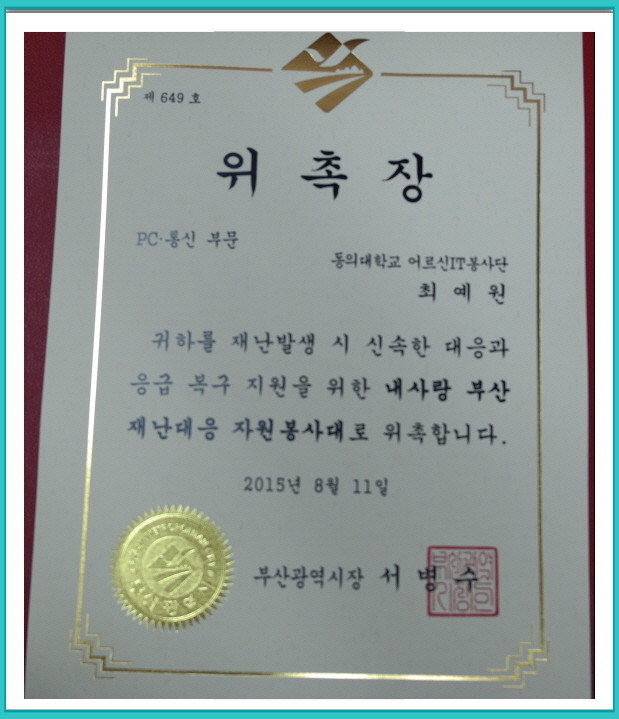 제 649 호
위 촉 장
PC·통신 부문
동의대학교 어르신IT봉사단
최 예 원
귀하를 재난발생 시 신속한 대응과
응급 복구 지원을 위한 내사랑 부산
재난대응 자원봉사대로 위촉합니다.
2015년 8월 11일
부산광역시장 서 병 수